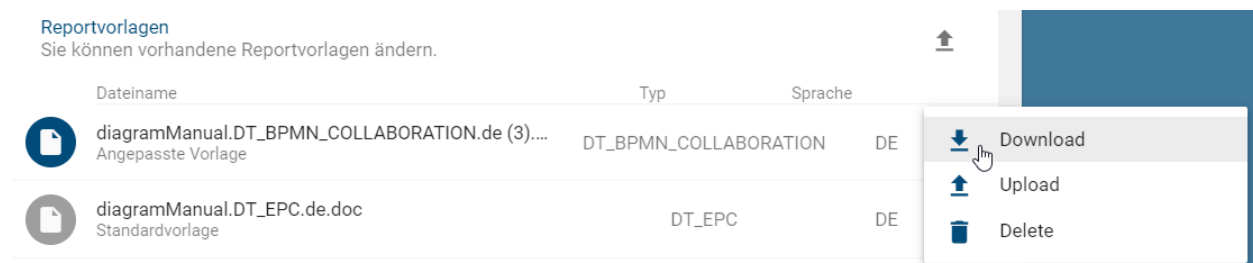 Reportvorlagen
Sie können vorhandene Reportvorlagen ändern.
Dateiname Typ Sprache
diagramManual.DT_BPMN_COLLABORATION.de (3)....
Angepasste Vorlage
DT_BPMN_COLLABORATION DE
Download
Upload
diagramManual.DT_EPC.de.doc
Standardvorlage
DT_EPC DE
Delete